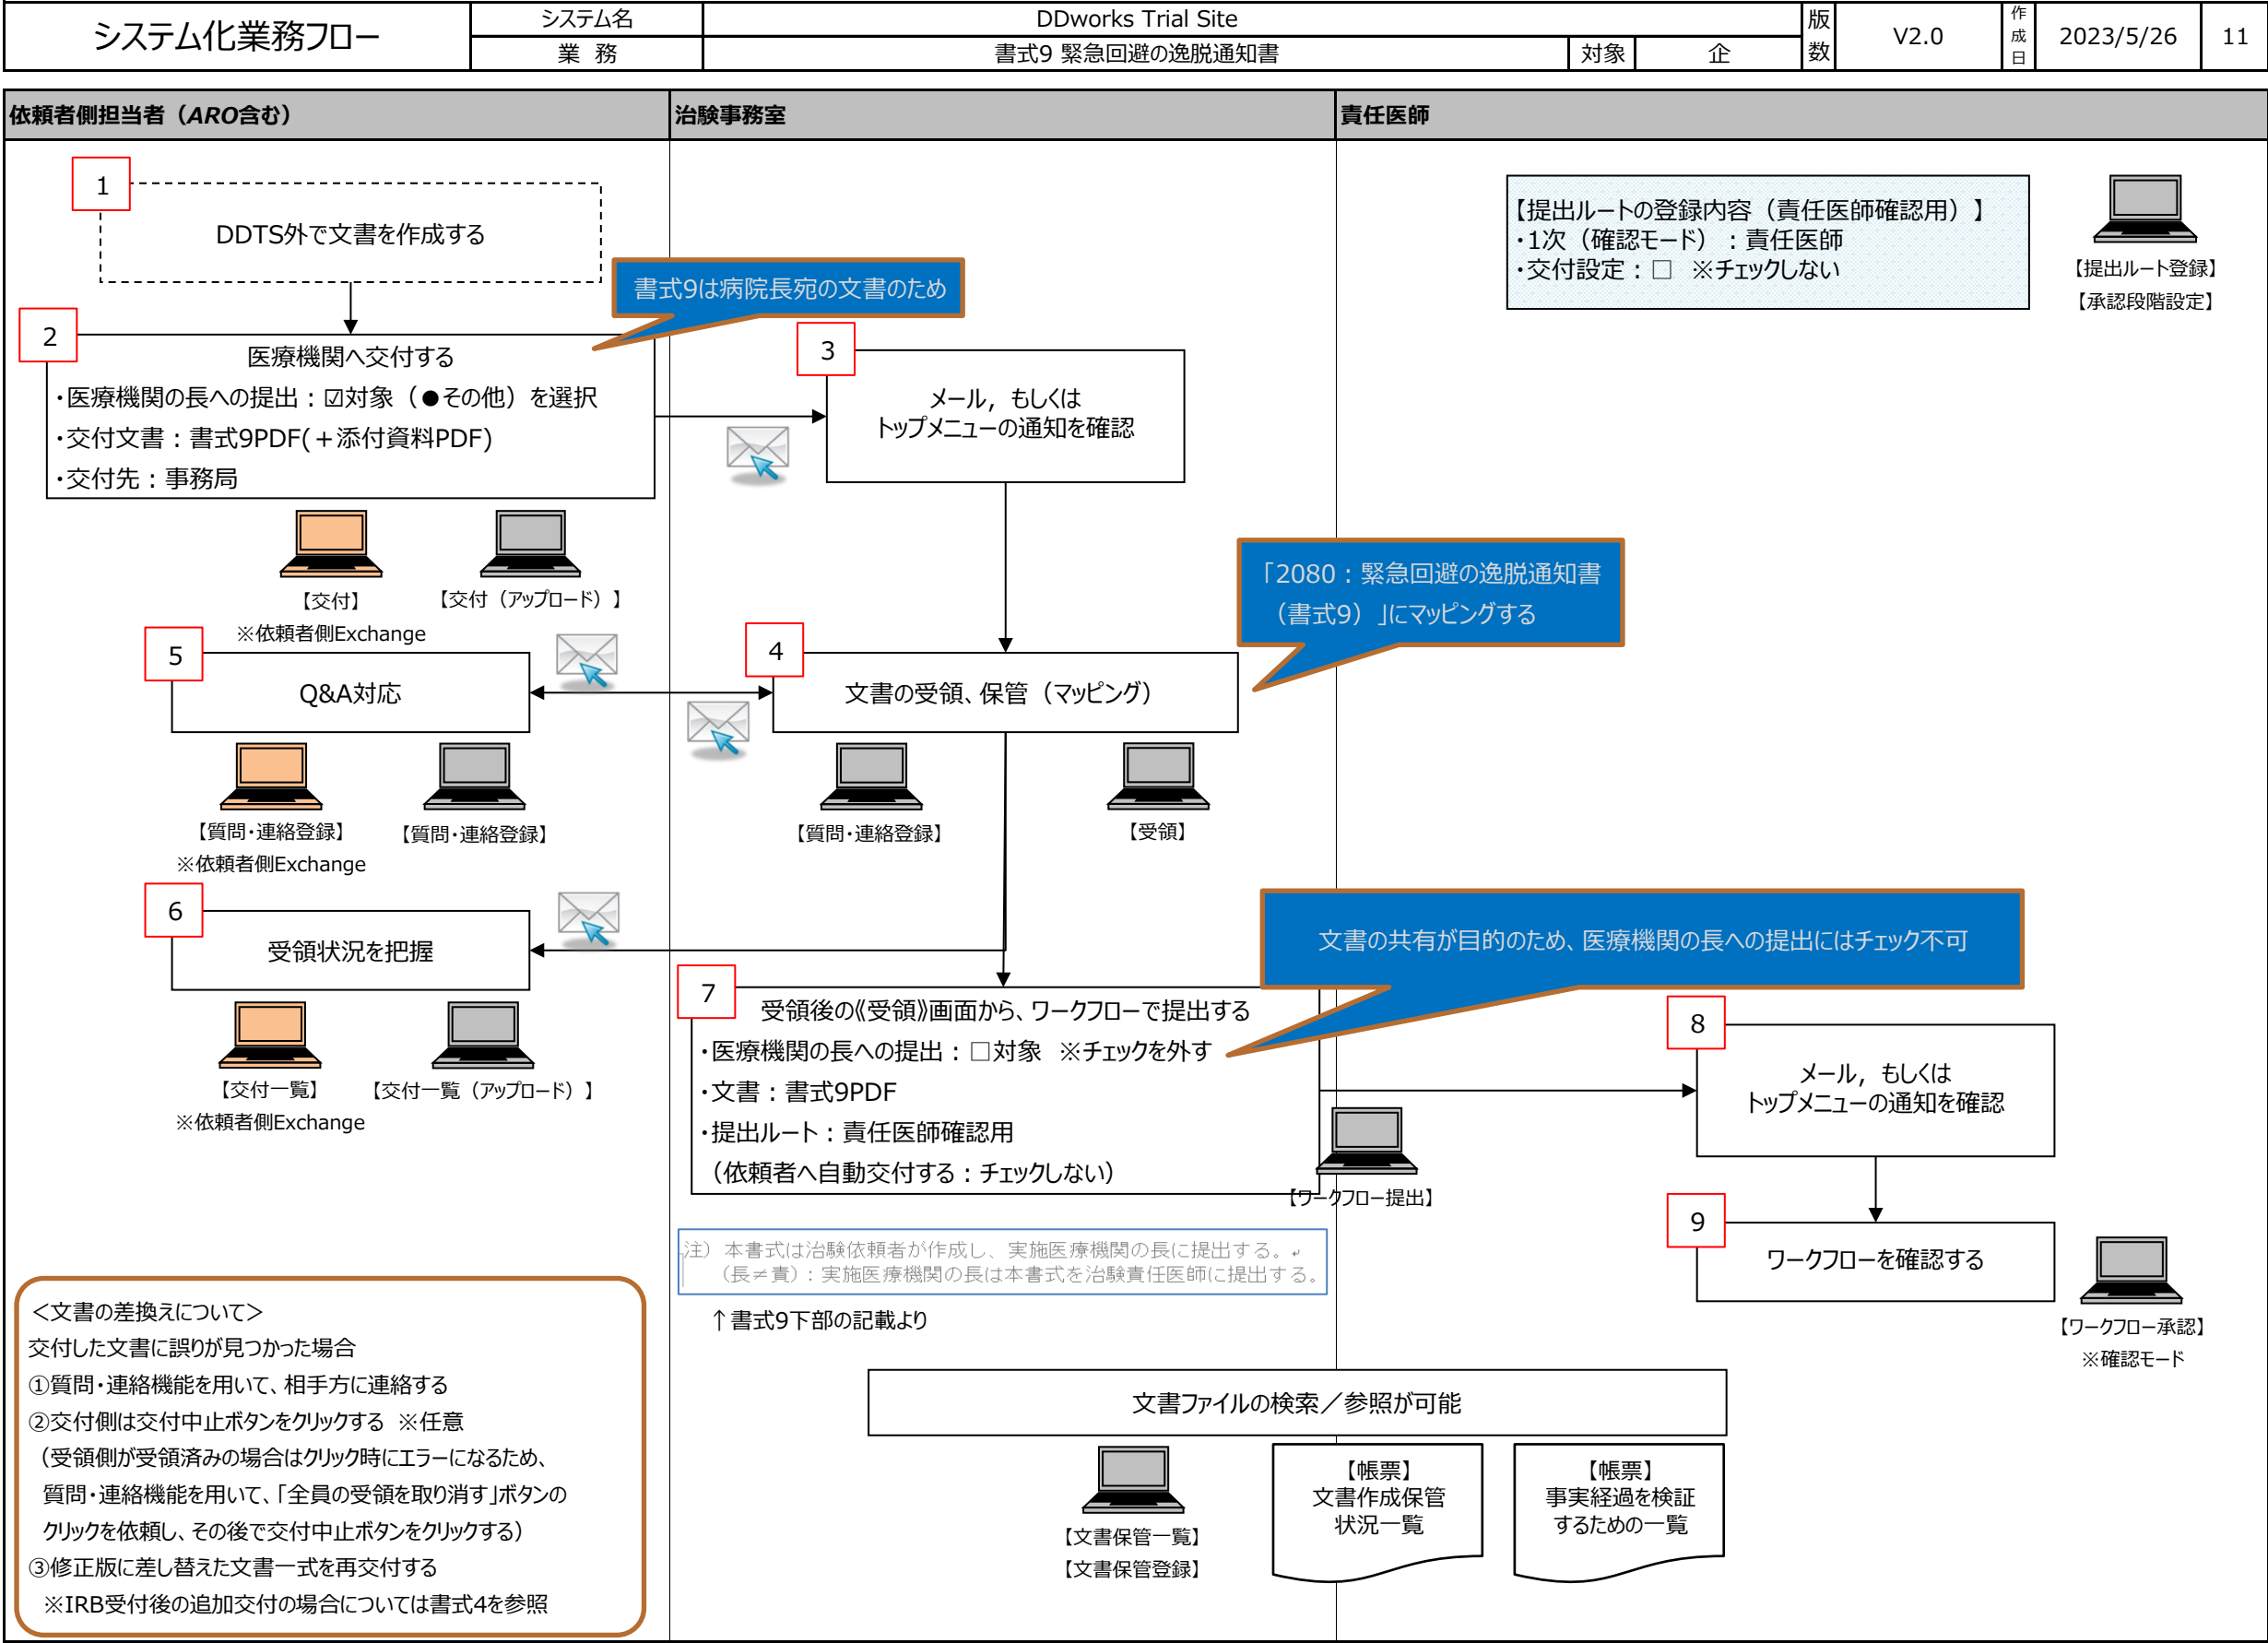 システム化業務フロー
システム名
DDworks Trial Site
業 務
書式9 緊急回避の逸脱通知書
対象
企
版数
V2.0
作成日
2023/5/26
11
依頼者側担当者（ARO含む）
治験事務室
責任医師
1
DDTS外で文書を作成する
書式9は病院長宛の文書のため
【提出ルートの登録内容（責任医師確認用）】
・1次（確認モード）：責任医師
・交付設定：□ ※チェックしない
【提出ルート登録】
【承認段階設定】
2
医療機関へ交付する
・医療機関の長への提出：☑対象（●その他）を選択
・交付文書：書式9PDF(＋添付資料PDF)
・交付先：事務局
【交付】
※依頼者側Exchange
【交付（アップロード）】
3
メール，もしくは
トップメニューの通知を確認
「2080：緊急回避の逸脱通知書
（書式9）」にマッピングする
4
文書の受領、保管（マッピング）
【質問・連絡登録】
【受領】
5
Q&A対応
【質問・連絡登録】
※依頼者側Exchange
【質問・連絡登録】
6
受領状況を把握
【交付一覧】
※依頼者側Exchange
【交付一覧（アップロード）】
文書の共有が目的のため、医療機関の長への提出にはチェック不可
7
受領後の《受領》画面から、ワークフローで提出する
・医療機関の長への提出：□対象 ※チェックを外す
・文書：書式9PDF
・提出ルート：責任医師確認用
（依頼者へ自動交付する：チェックしない）
【ワークフロー提出】
8
メール，もしくは
トップメニューの通知を確認
9
ワークフローを確認する
【ワークフロー承認】
※確認モード
注）本書式は治験依頼者が作成し、実施医療機関の長に提出する。↲
（長≠責）：実施医療機関の長は本書式を治験責任医師に提出する。
↑書式9下部の記載より
＜文書の差換えについて＞
交付した文書に誤りが見つかった場合
①質問・連絡機能を用いて、相手方に連絡する
②交付側は交付中止ボタンをクリックする ※任意
（受領側が受領済みの場合はクリック時にエラーになるため、
質問・連絡機能を用いて、「全員の受領を取り消す」ボタンの
クリックを依頼し、その後で交付中止ボタンをクリックする）
③修正版に差し替えた文書一式を再交付する
※IRB受付後の追加交付の場合については書式4を参照
文書ファイルの検索／参照が可能
【文書保管一覧】
【文書保管登録】
【帳票】
文書作成保管
状況一覧
【帳票】
事実経過を検証
するための一覧